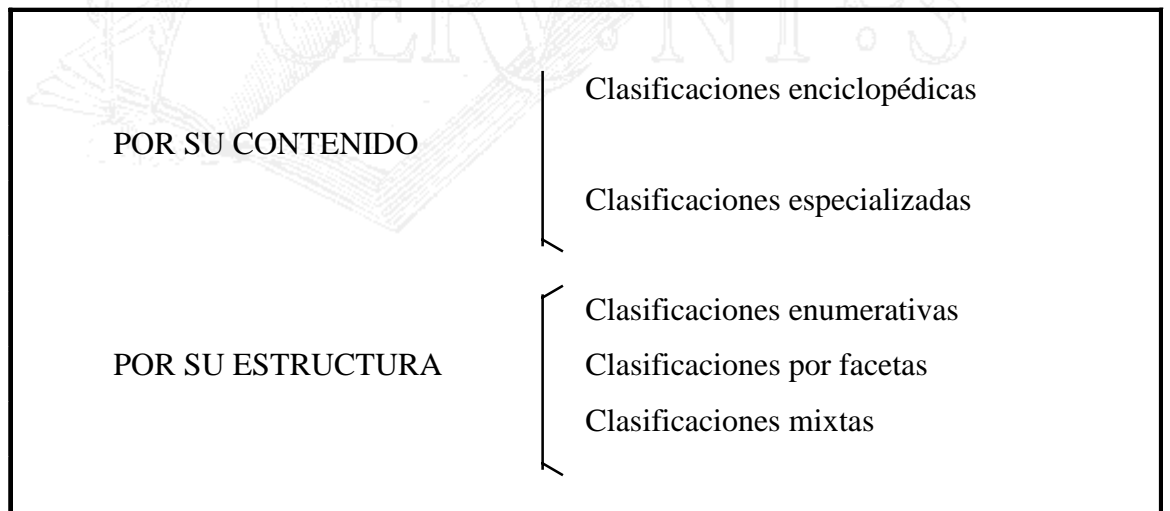 Clasificaciones enciclopédicas
POR SU CONTENIDO
Clasificaciones especializadas
Clasificaciones enumerativas
POR SU ESTRUCTURA
Clasificaciones por facetas
Clasificaciones mixtas